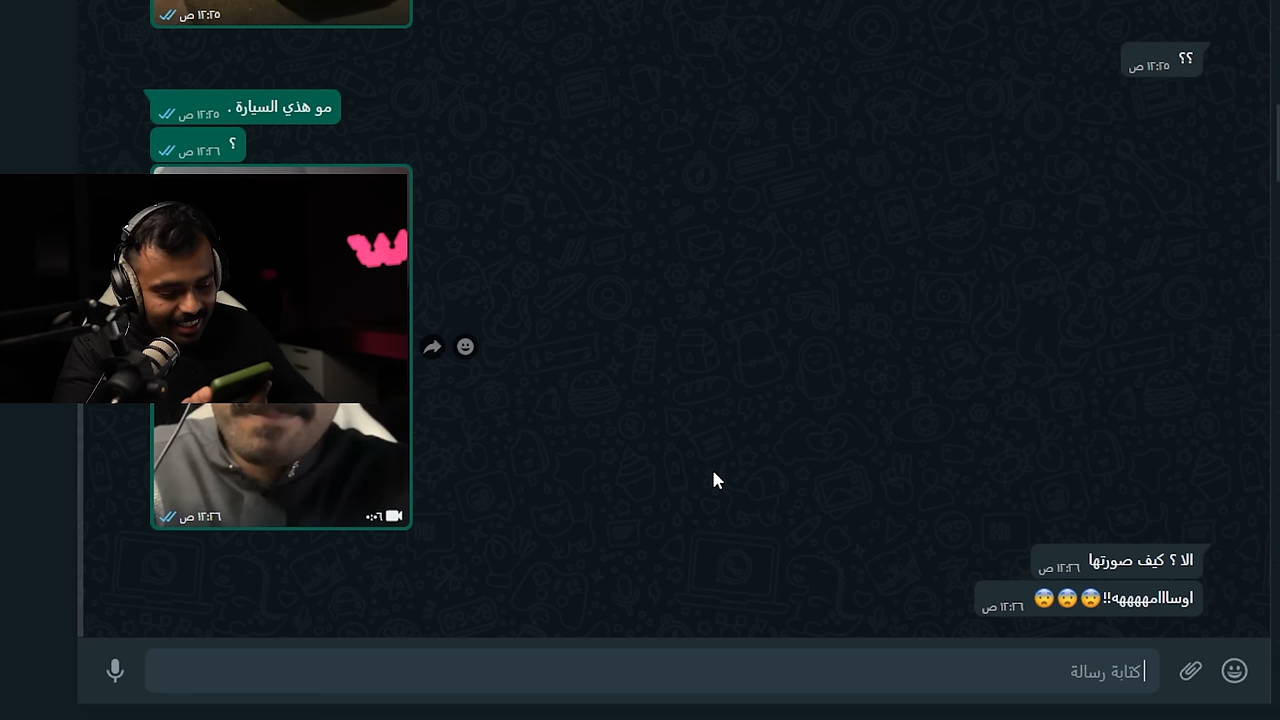 ١٢:٢٥ ص
؟؟ ١٢:٢٥ ص
مو هذي السيارة . ١٢:٢٥ ص
؟ ١٢:٢٦ ص
W
٠:٠٦ ١٢:٢٦ ص
الا ؟ كيف صورتها ١٢:٢٦ ص
اوسااامههههه!!😨😨😨 ١٢:٢٦ ص
كتابة رسالة